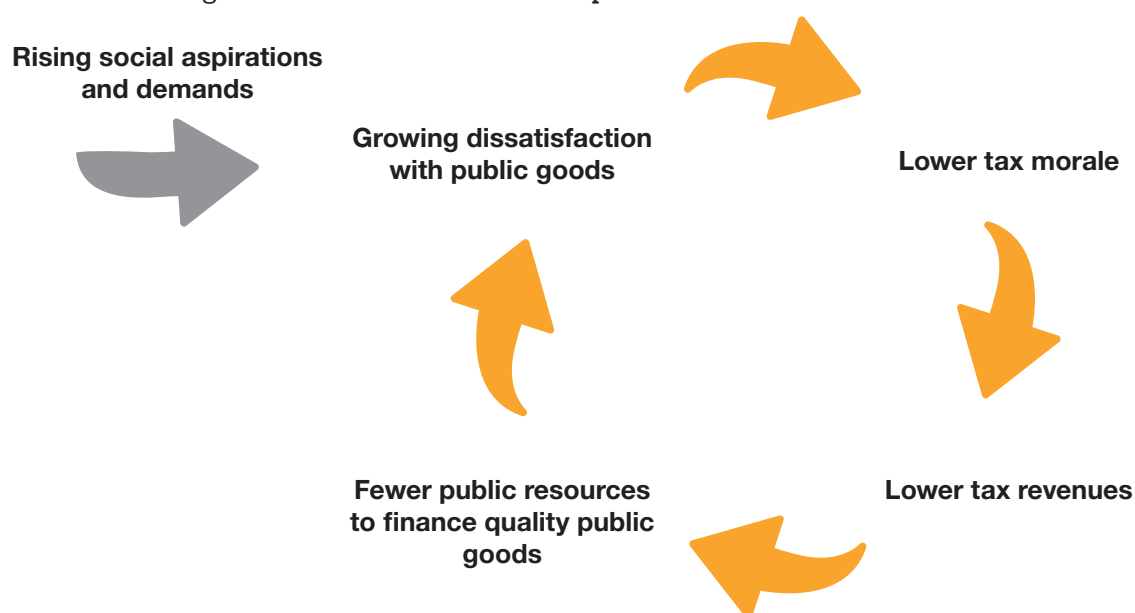 Rising social aspirations
and demands
Growing dissatisfaction
with public goods
Lower tax morale
Lower tax revenues
Fewer public resources
to finance quality public
goods